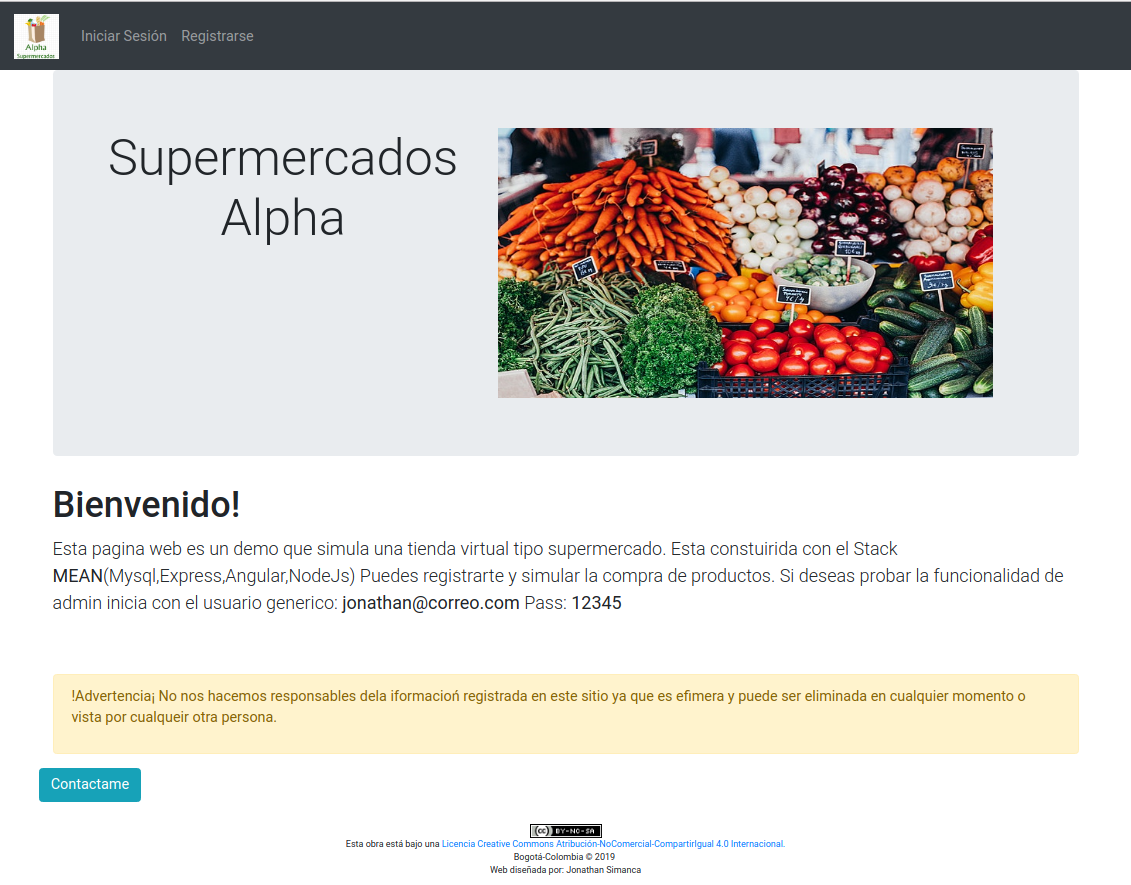 Alpha
Supermercados
Iniciar Sesión Registrarse
Supermercados
Alpha
Bienvenido!
Esta pagina web es un demo que simula una tienda virtual tipo supermercado. Esta constuirida con el Stack
MEAN(Mysql,Express,Angular,NodeJs) Puedes registrarte y simular la compra de productos. Si deseas probar la funcionalidad de
admin inicia con el usuario generico: jonathan@correo.com Pass: 12345
!Advertencia¡ No nos hacemos responsables dela iformacioń registrada en este sitio ya que es efimera y puede ser eliminada en cualquier momento o
vista por cualqueir otra persona.
Contactame
cc BY-NC-SA
Esta obra está bajo una Licencia Creative Commons Atribución-NoComercial-CompartirIgual 4.0 Internacional.
Bogotá-Colombia © 2019
Web diseñada por: Jonathan Simanca